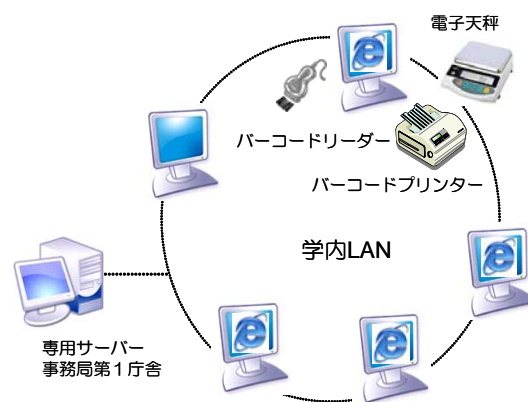 電子天秤
バーコードリーダー
バーコードプリンター
学内LAN
専用サーバー
事務局第１庁舎